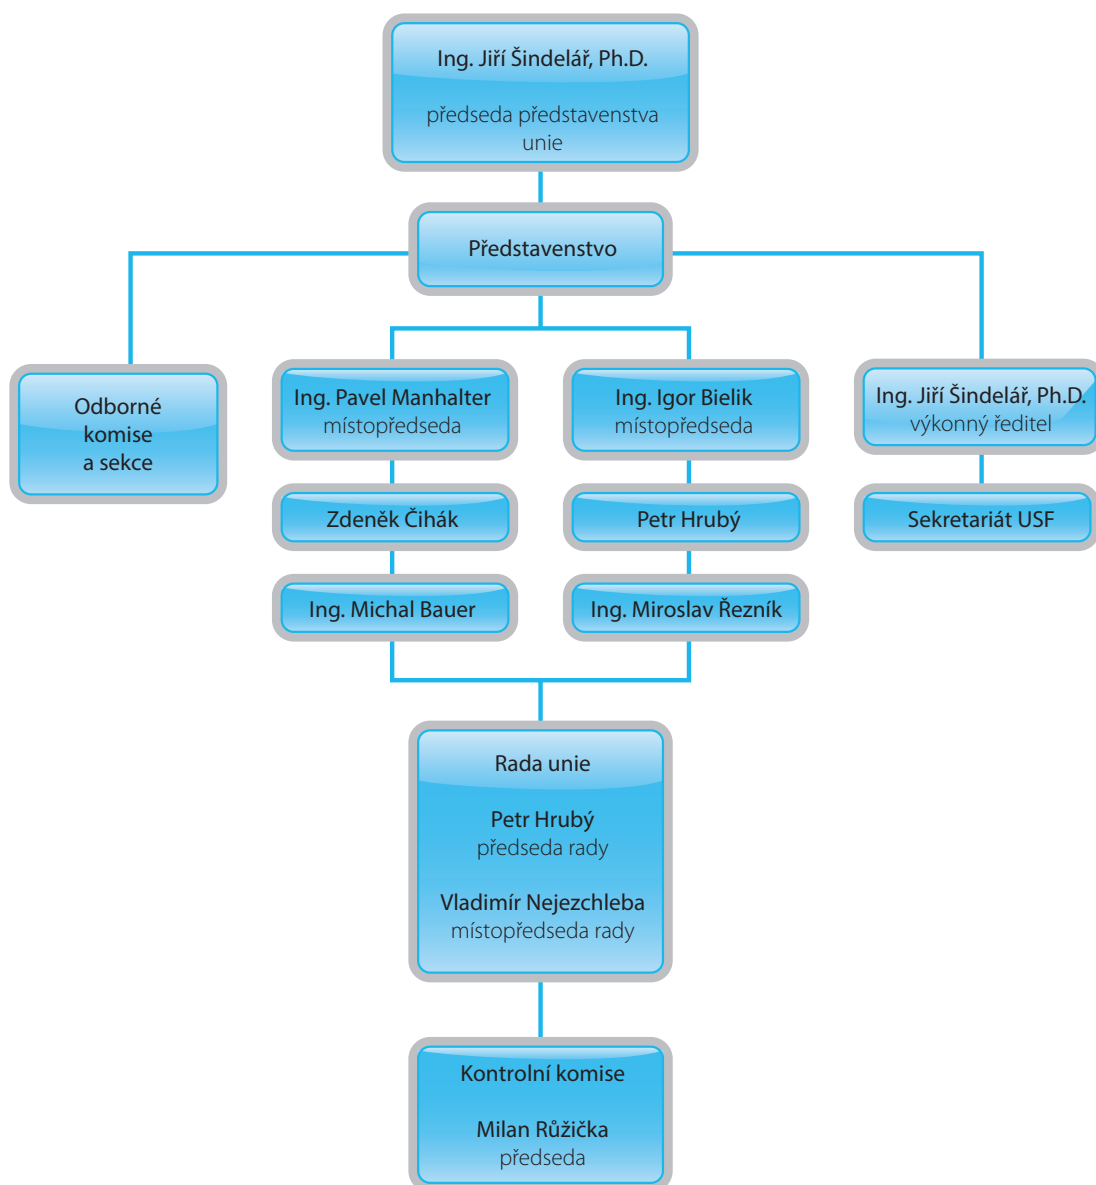 Ing. Jiří Šindelář, Ph.D.
předseda představenstva
unie
Představenstvo
Odborné
komise
a sekce
Ing. Pavel Manhalter
místopředseda
Ing. Igor Bielik
místopředseda
Ing. Jiří Šindelář, Ph.D.
výkonný ředitel
Zdeněk Čihák
Petr Hrubý
Sekretariát USF
Ing. Michal Bauer
Ing. Miroslav Řezník
Rada unie
Petr Hrubý
předseda rady
Vladimír Nejezchleba
místopředseda rady
Kontrolní komise
Milan Růžička
předseda